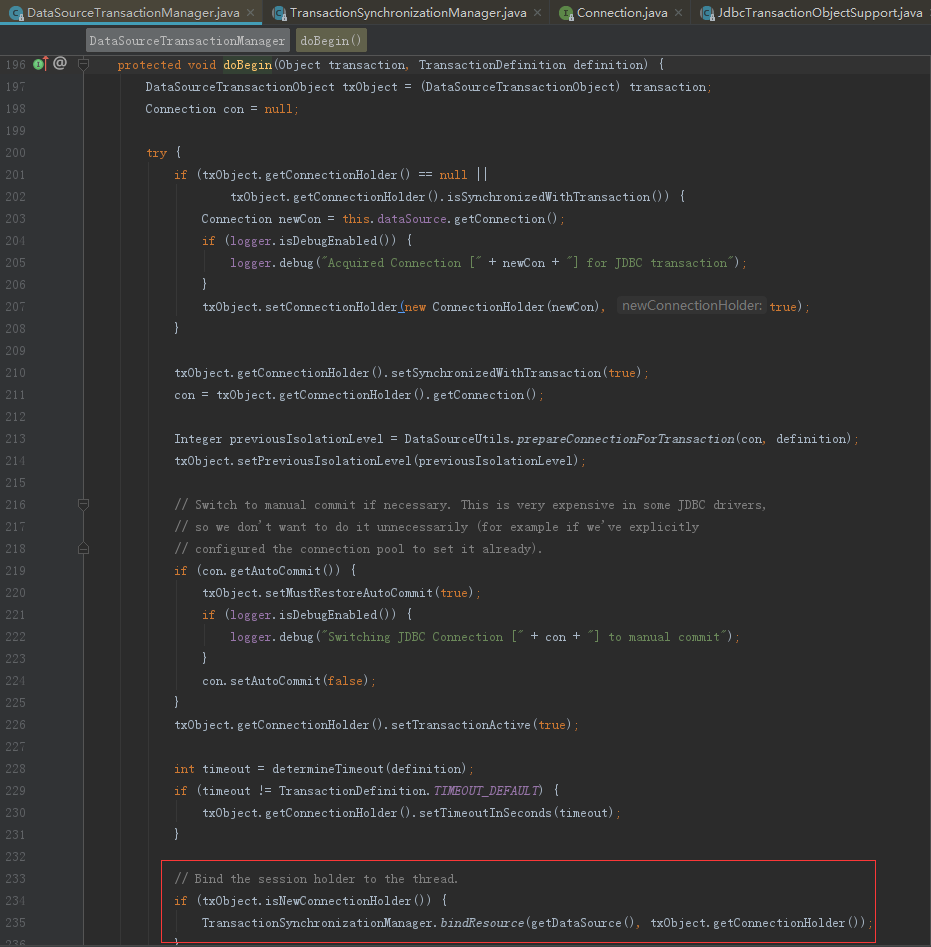 DataSourceTransactionManager.java × TransactionSynchronizationManager.java × Connection.java × JdbcTransactionObjectSupport.java
DataSourceTransactionManager doBegin()
196 protected void doBegin(Object transaction, TransactionDefinition definition) {
197 DataSourceTransactionObject txObject = (DataSourceTransactionObject) transaction;
198 Connection con = null;
199
200 try {
201 if (txObject.getConnectionHolder() == null ||
202 txObject.getConnectionHolder().isSynchronizedWithTransaction()) {
203 Connection newCon = this.dataSource.getConnection();
204 if (logger.isDebugEnabled()) {
205 logger.debug("Acquired Connection [" + newCon + "] for JDBC transaction");
206 }
207 txObject.setConnectionHolder(new ConnectionHolder(newCon), newConnectionHolder: true);
208 }
209
210 txObject.getConnectionHolder().setSynchronizedWithTransaction(true);
211 con = txObject.getConnectionHolder().getConnection();
212
213 Integer previousIsolationLevel = DataSourceUtils.prepareConnectionForTransaction(con, definition);
214 txObject.setPreviousIsolationLevel(previousIsolationLevel);
215
216 // Switch to manual commit if necessary. This is very expensive in some JDBC drivers,
217 // so we don't want to do it unnecessarily (for example if we've explicitly
218 // configured the connection pool to set it already).
219 if (con.getAutoCommit()) {
220 txObject.setMustRestoreAutoCommit(true);
221 if (logger.isDebugEnabled()) {
222 logger.debug("Switching JDBC Connection [" + con + "] to manual commit");
223 }
224 con.setAutoCommit(false);
225 }
226 txObject.getConnectionHolder().setTransactionActive(true);
227
228 int timeout = determineTimeout(definition);
229 if (timeout != TransactionDefinition.TIMEOUT_DEFAULT) {
230 txObject.getConnectionHolder().setTimeoutInSeconds(timeout);
231 }
232
233 // Bind the session holder to the thread.
234 if (txObject.isNewConnectionHolder()) {
235 TransactionSynchronizationManager.bindResource(getDataSource(), txObject.getConnectionHolder());
236 }